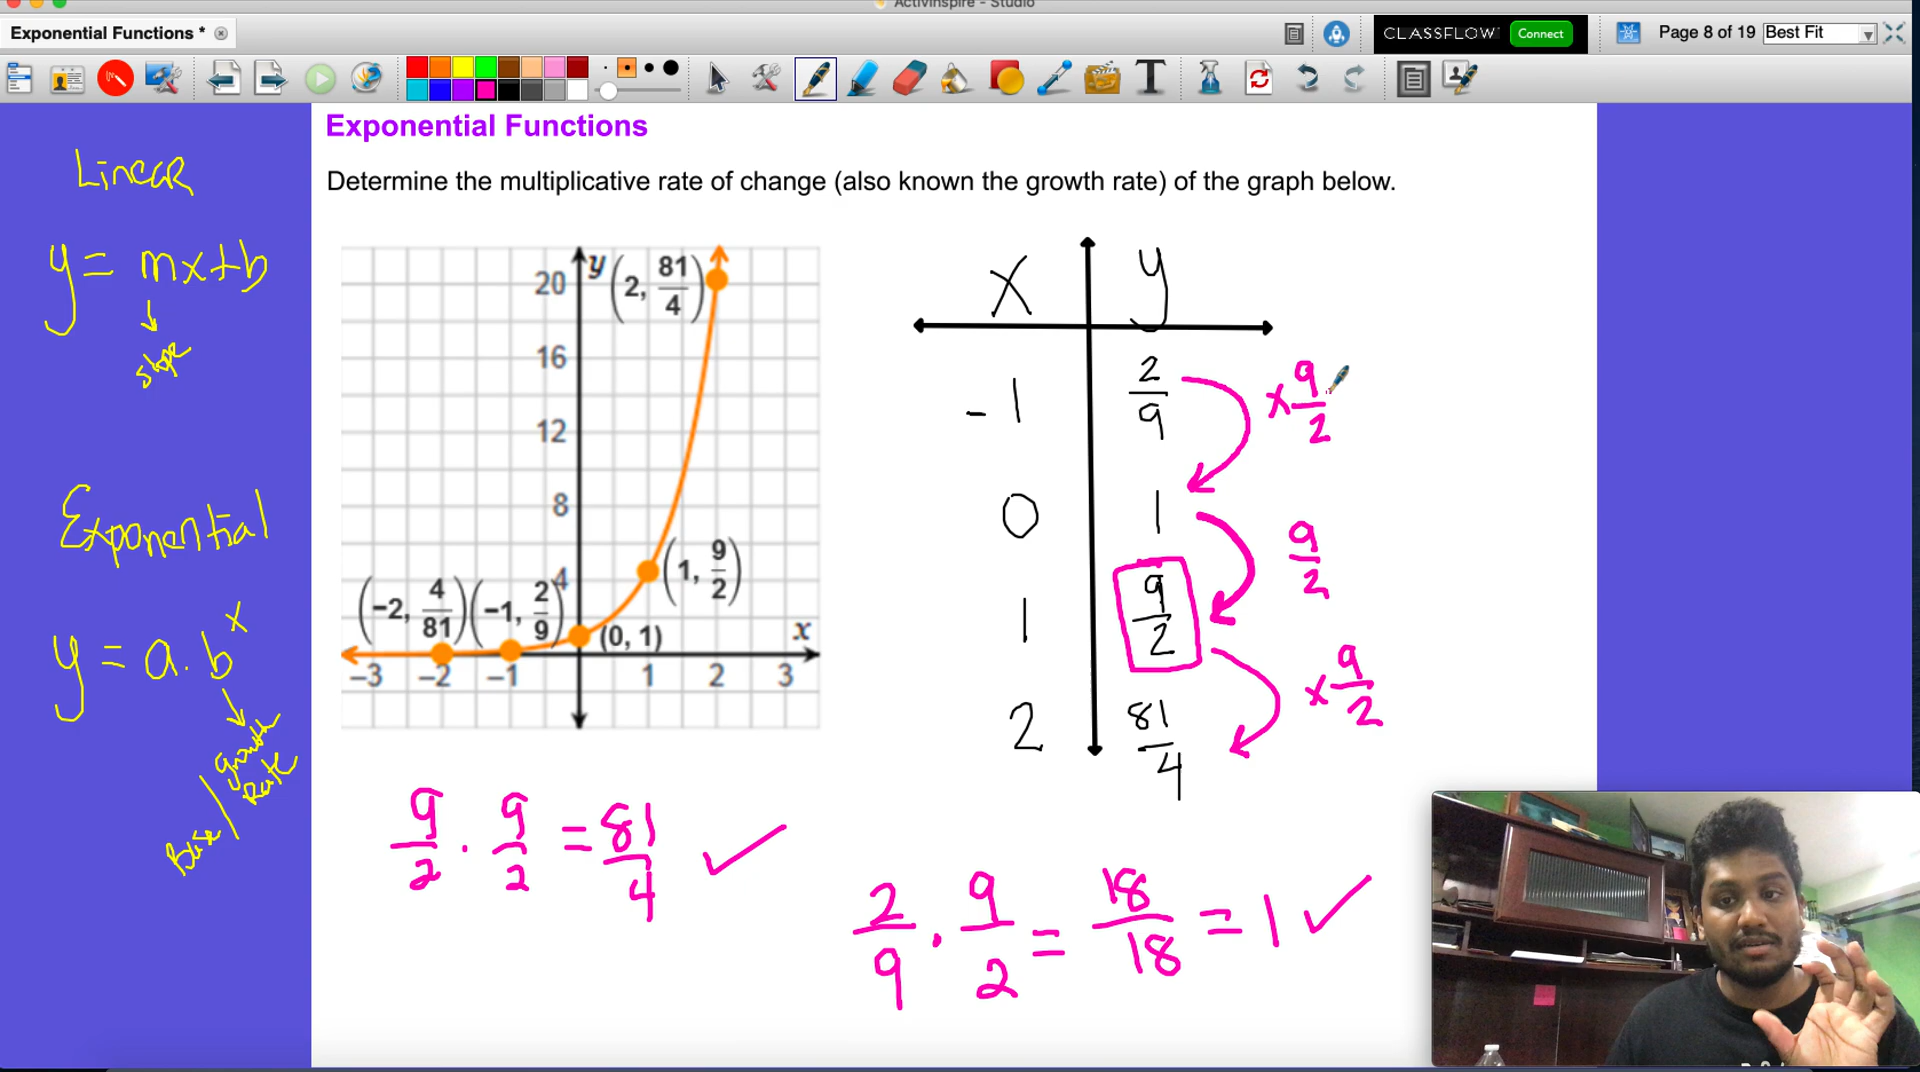 ActivInspire - Studio
Exponential Functions *
CLASSFLOW Connect
Page 8 of 19 Best Fit
Exponential Functions
Determine the multiplicative rate of change (also known the growth rate) of the graph below.
Linear
y = mx+b
slope
Exponential
y = a. b^x
growth
Rate
Base/
y
20
16
12
8
4
(2, 81/4)
(1, 9/2)
(-2, 4/81) (-1, 2/9)
(0, 1)
x
-3 -2 -1 1 2 3
x y
-1 2/9
x 9/2
0 1
9/2
1 9/2
x 9/2
2 81/4
9/2 . 9/2 = 81/4 ✓
2/9 . 9/2 = 18/18 = 1 ✓